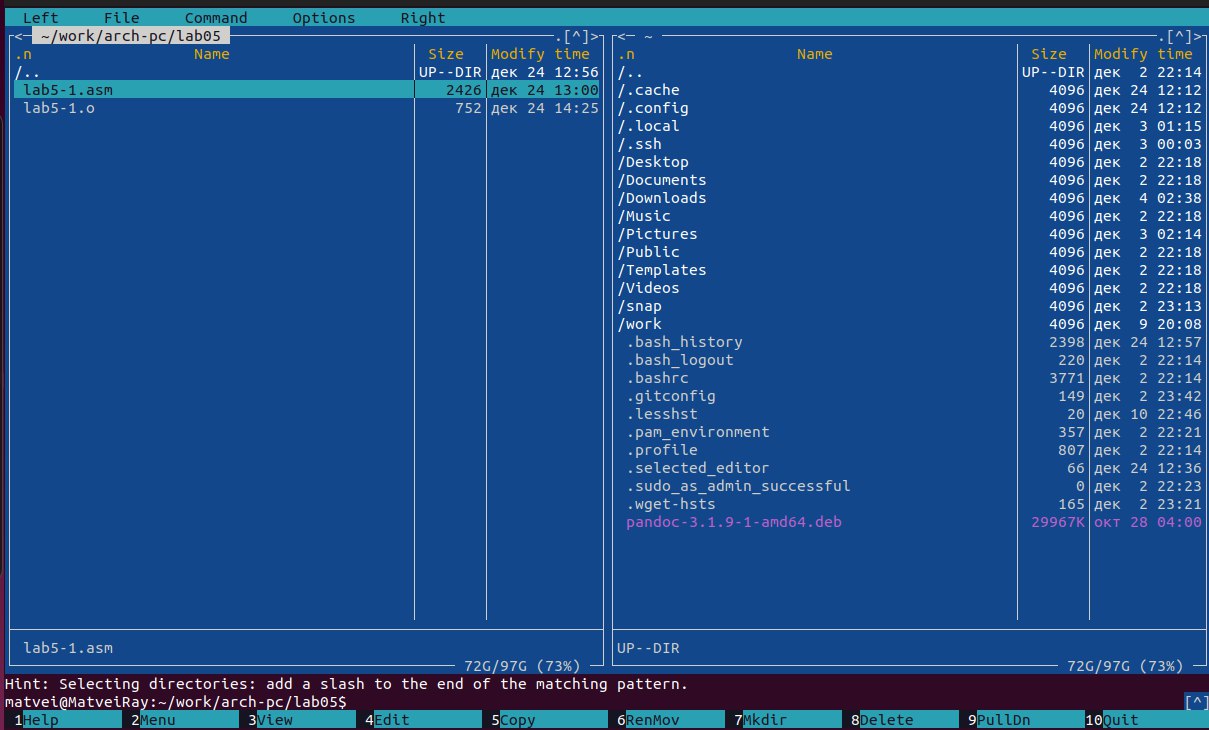 Left File Command Options Right
<─ ~/work/arch-pc/lab05 .[^]> <─ ~ .[^]>
.n Name Size Modify time .n Name Size Modify time
/.. UP--DIR дек 24 12:56 /.. UP--DIR дек 2 22:14
lab5-1.asm 2426 дек 24 13:00 /.cache 4096 дек 24 12:12
lab5-1.o 752 дек 24 14:25 /.config 4096 дек 24 12:12
/.local 4096 дек 3 01:15
/.ssh 4096 дек 3 00:03
/Desktop 4096 дек 2 22:18
/Documents 4096 дек 2 22:18
/Downloads 4096 дек 4 02:38
/Music 4096 дек 2 22:18
/Pictures 4096 дек 3 02:14
/Public 4096 дек 2 22:18
/Templates 4096 дек 2 22:18
/Videos 4096 дек 2 22:18
/snap 4096 дек 2 23:13
/work 4096 дек 9 20:08
.bash_history 2398 дек 24 12:57
.bash_logout 220 дек 2 22:14
.bashrc 3771 дек 2 22:14
.gitconfig 149 дек 2 23:42
.lesshst 20 дек 10 22:46
.pam_environment 357 дек 2 22:21
.profile 807 дек 2 22:14
.selected_editor 66 дек 24 12:36
.sudo_as_admin_successful 0 дек 2 22:23
.wget-hsts 165 дек 2 23:21
pandoc-3.1.9-1-amd64.deb 29967K окт 28 04:00
lab5-1.asm UP--DIR
72G/97G (73%) 72G/97G (73%)
Hint: Selecting directories: add a slash to the end of the matching pattern.
matvei@MatveiRay:~/work/arch-pc/lab05$ [^]
1Help 2Menu 3View 4Edit 5Copy 6RenMov 7Mkdir 8Delete 9PullDn 10Quit